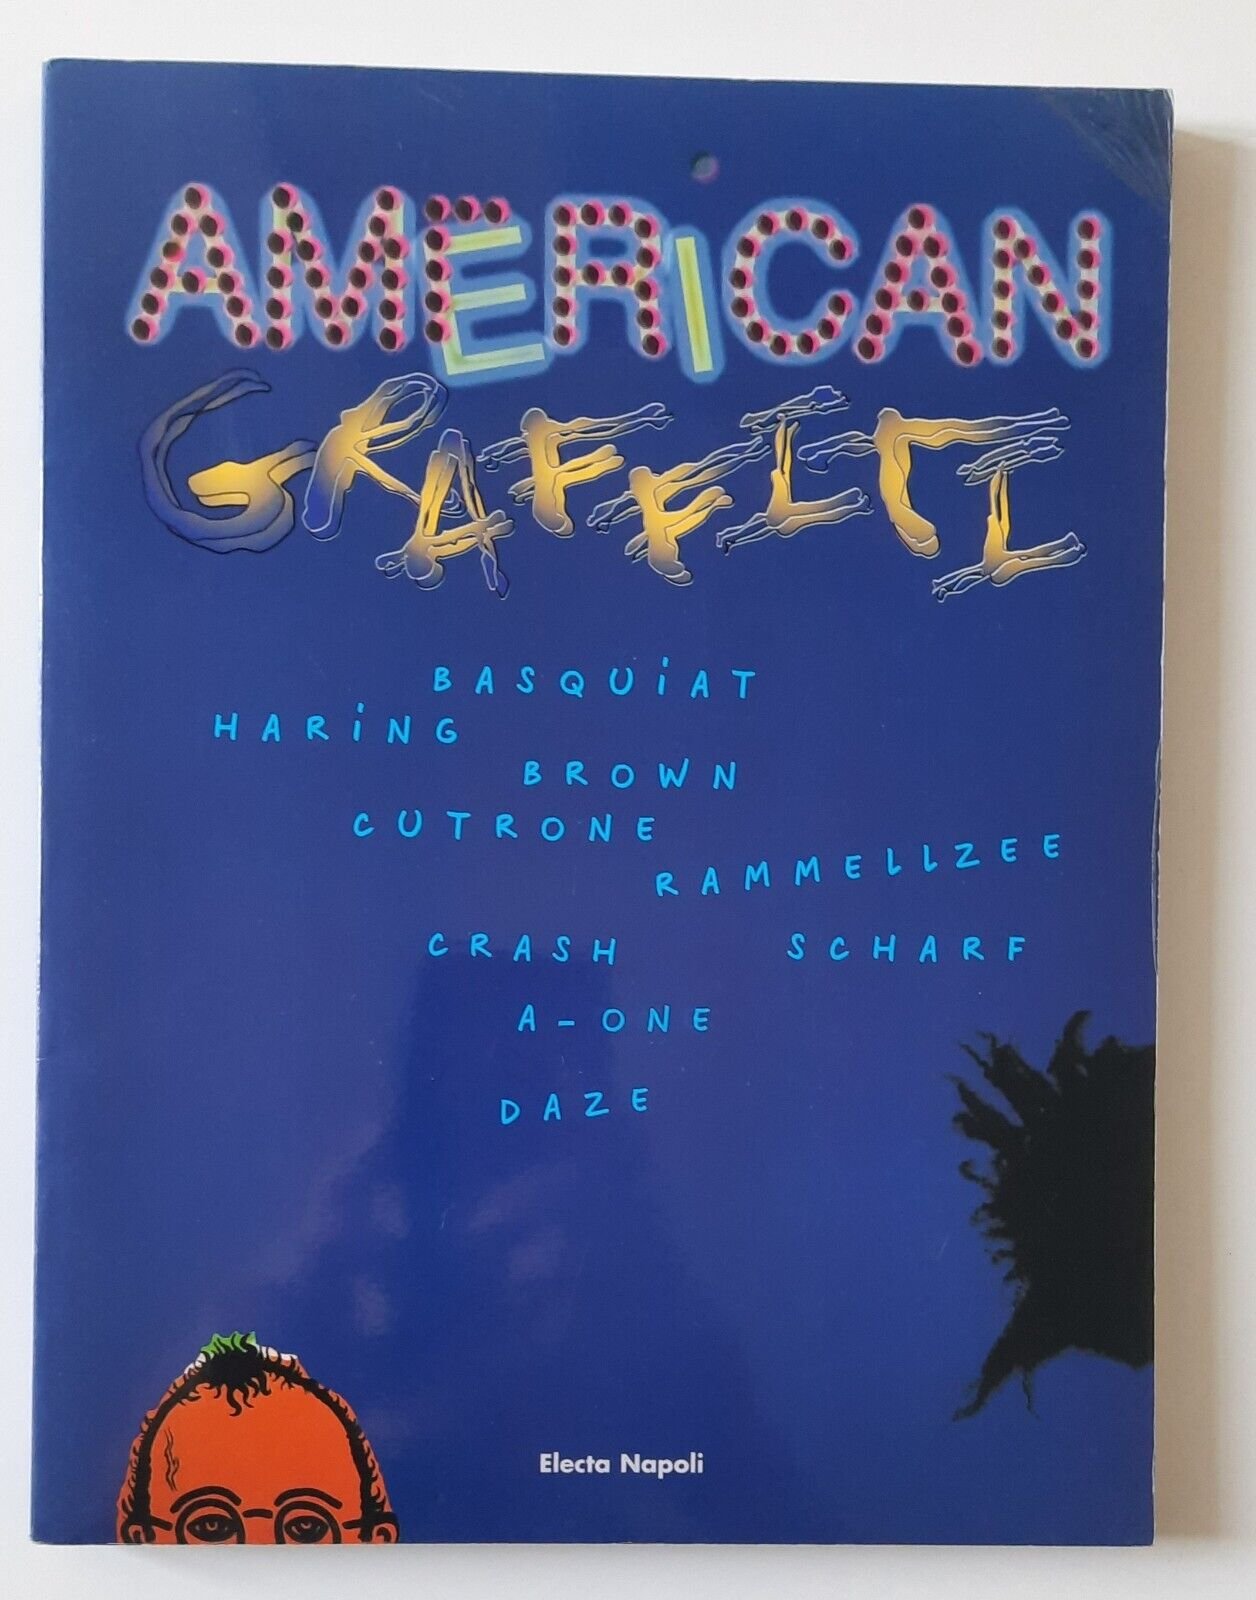 AMERICAN
GRAFFITI
BASQUiAT
HARiNG
BROWN
CUTRONE
RAMMELLZEE
CRASH SCHARF
A-ONE
DAZE
Electa Napoli